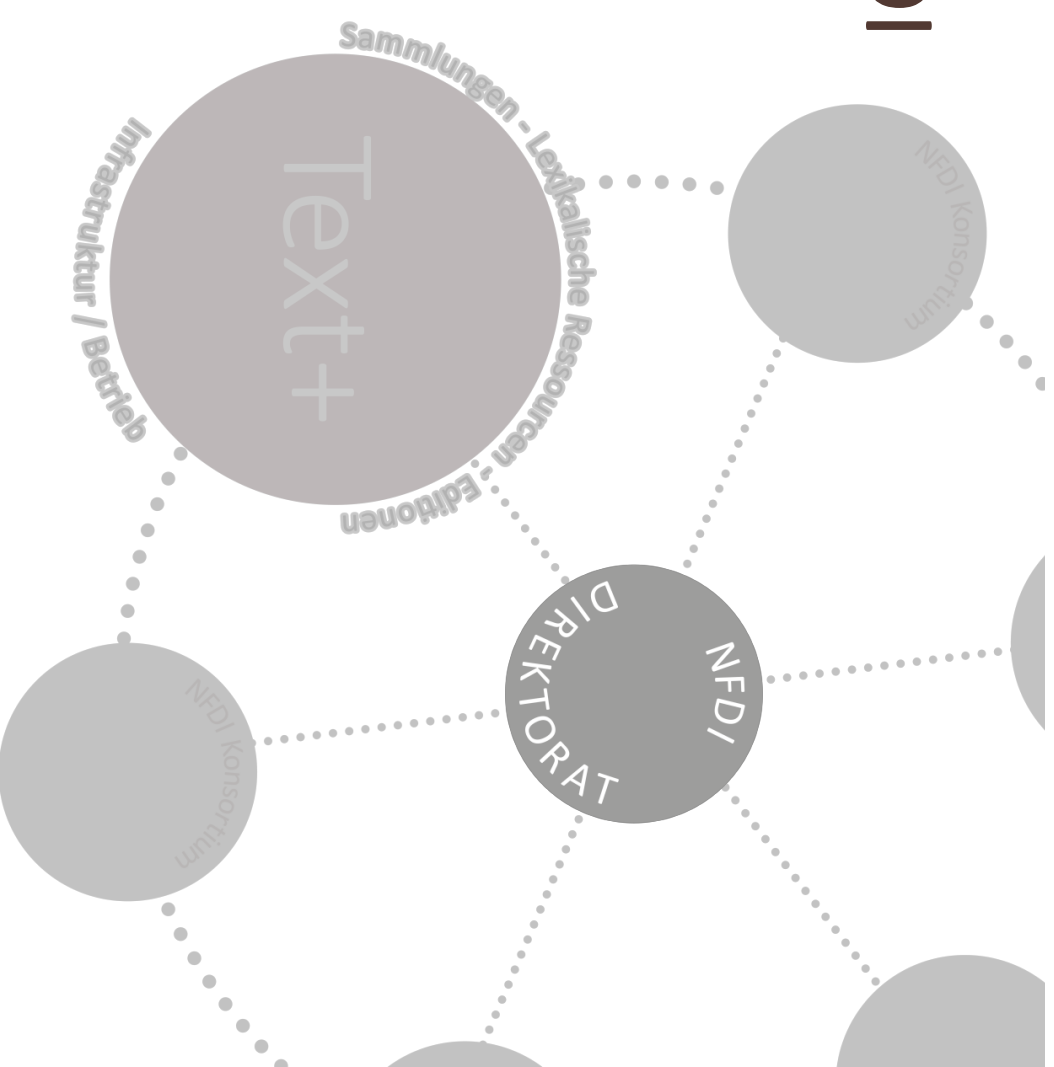 Sammlungen - Lexikalische Ressourcen - Editionen
Infrastruktur / Betrieb
Text+
NFDI Konsortium
NFDI
DIREKTORAT
NFDI Konsortium